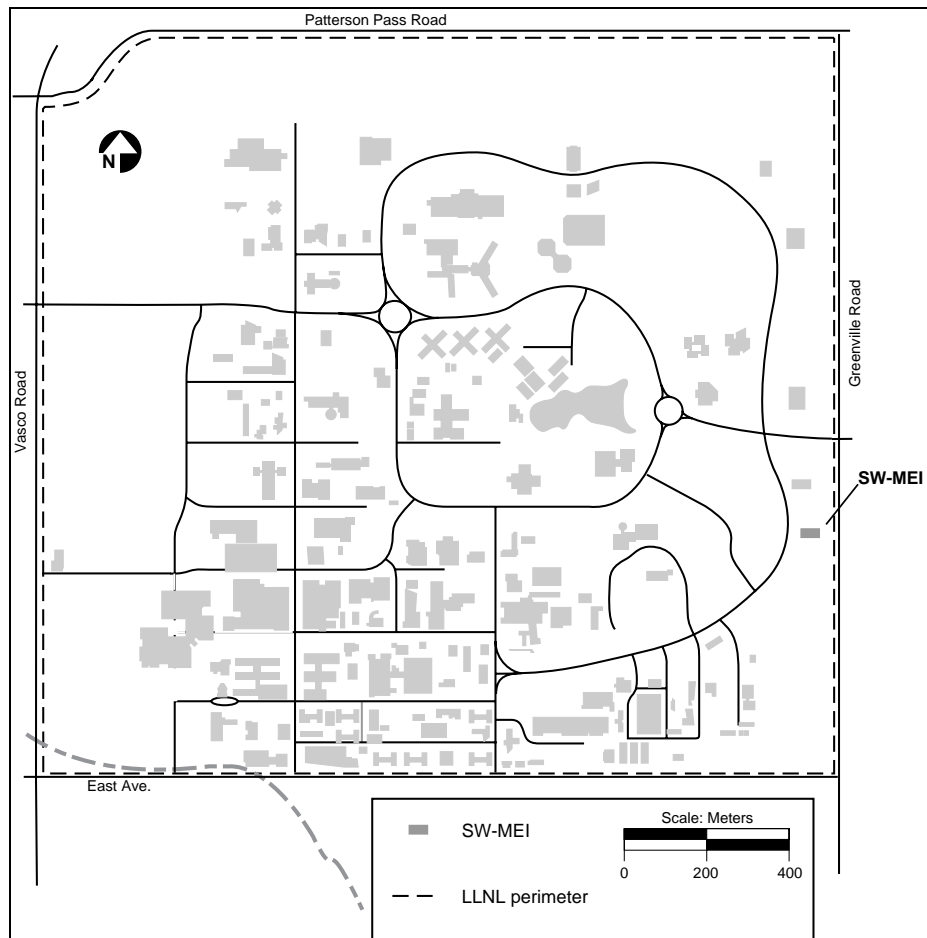 Patterson Pass Road
N
Vasco Road
Greenville Road
SW-MEI
East Ave.
SW-MEI
Scale: Meters
0 200 400
LLNL perimeter